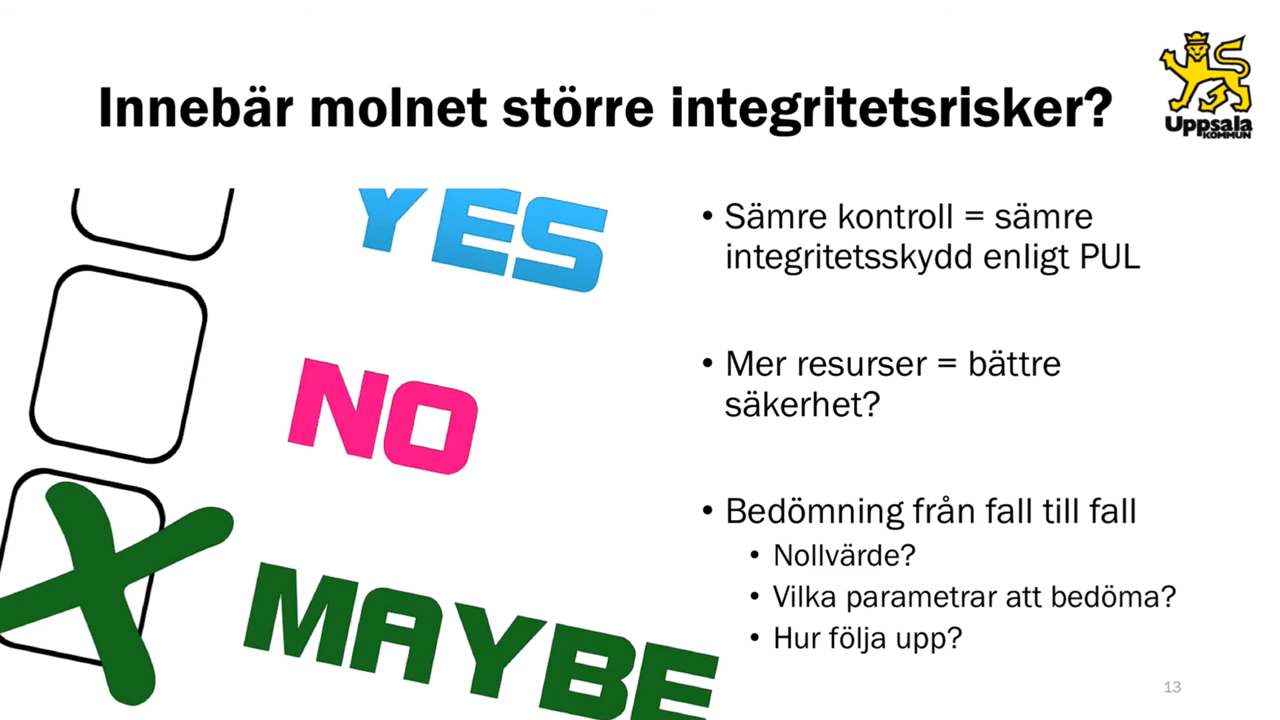 Innebär molnet större integritetsrisker?
Uppsala
KOMMUN
YES
NO
MAYBE
• Sämre kontroll = sämre
integritetsskydd enligt PUL
• Mer resurser = bättre
säkerhet?
• Bedömning från fall till fall
• Nollvärde?
• Vilka parametrar att bedöma?
• Hur följa upp?
13